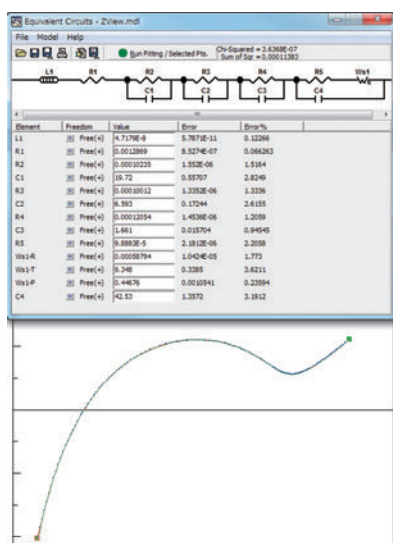 Equivalent Circuits - ZView.mdl
File Model Help
Run Fitting / Selected Pts. Chi-Squared = 3.6368E-07
Sum of Sqr = 0.00011383
L1 R1 R2 R3 R4 R5 Ws1
C1 C2 C3 C4
Element Freedom Value Error Error%
L1 Free(+) 4.7179E-8 5.7871E-11 0.12266
R1 Free(+) 0.0012869 8.5274E-07 0.066263
R2 Free(+) 0.00010235 1.552E-06 1.5164
C1 Free(+) 19.72 0.55707 2.8249
R3 Free(+) 0.00010012 1.3352E-06 1.3336
C2 Free(+) 6.593 0.17244 2.6155
R4 Free(+) 0.00012054 1.4536E-06 1.2059
C3 Free(+) 1.661 0.015704 0.94545
R5 Free(+) 9.8883E-5 2.1812E-06 2.2058
Ws1-R Free(+) 0.00058794 1.0424E-05 1.773
Ws1-T Free(+) 9.348 0.3385 3.6211
Ws1-P Free(+) 0.44676 0.0010541 0.23594
C4 Free(+) 42.53 1.3572 3.1912